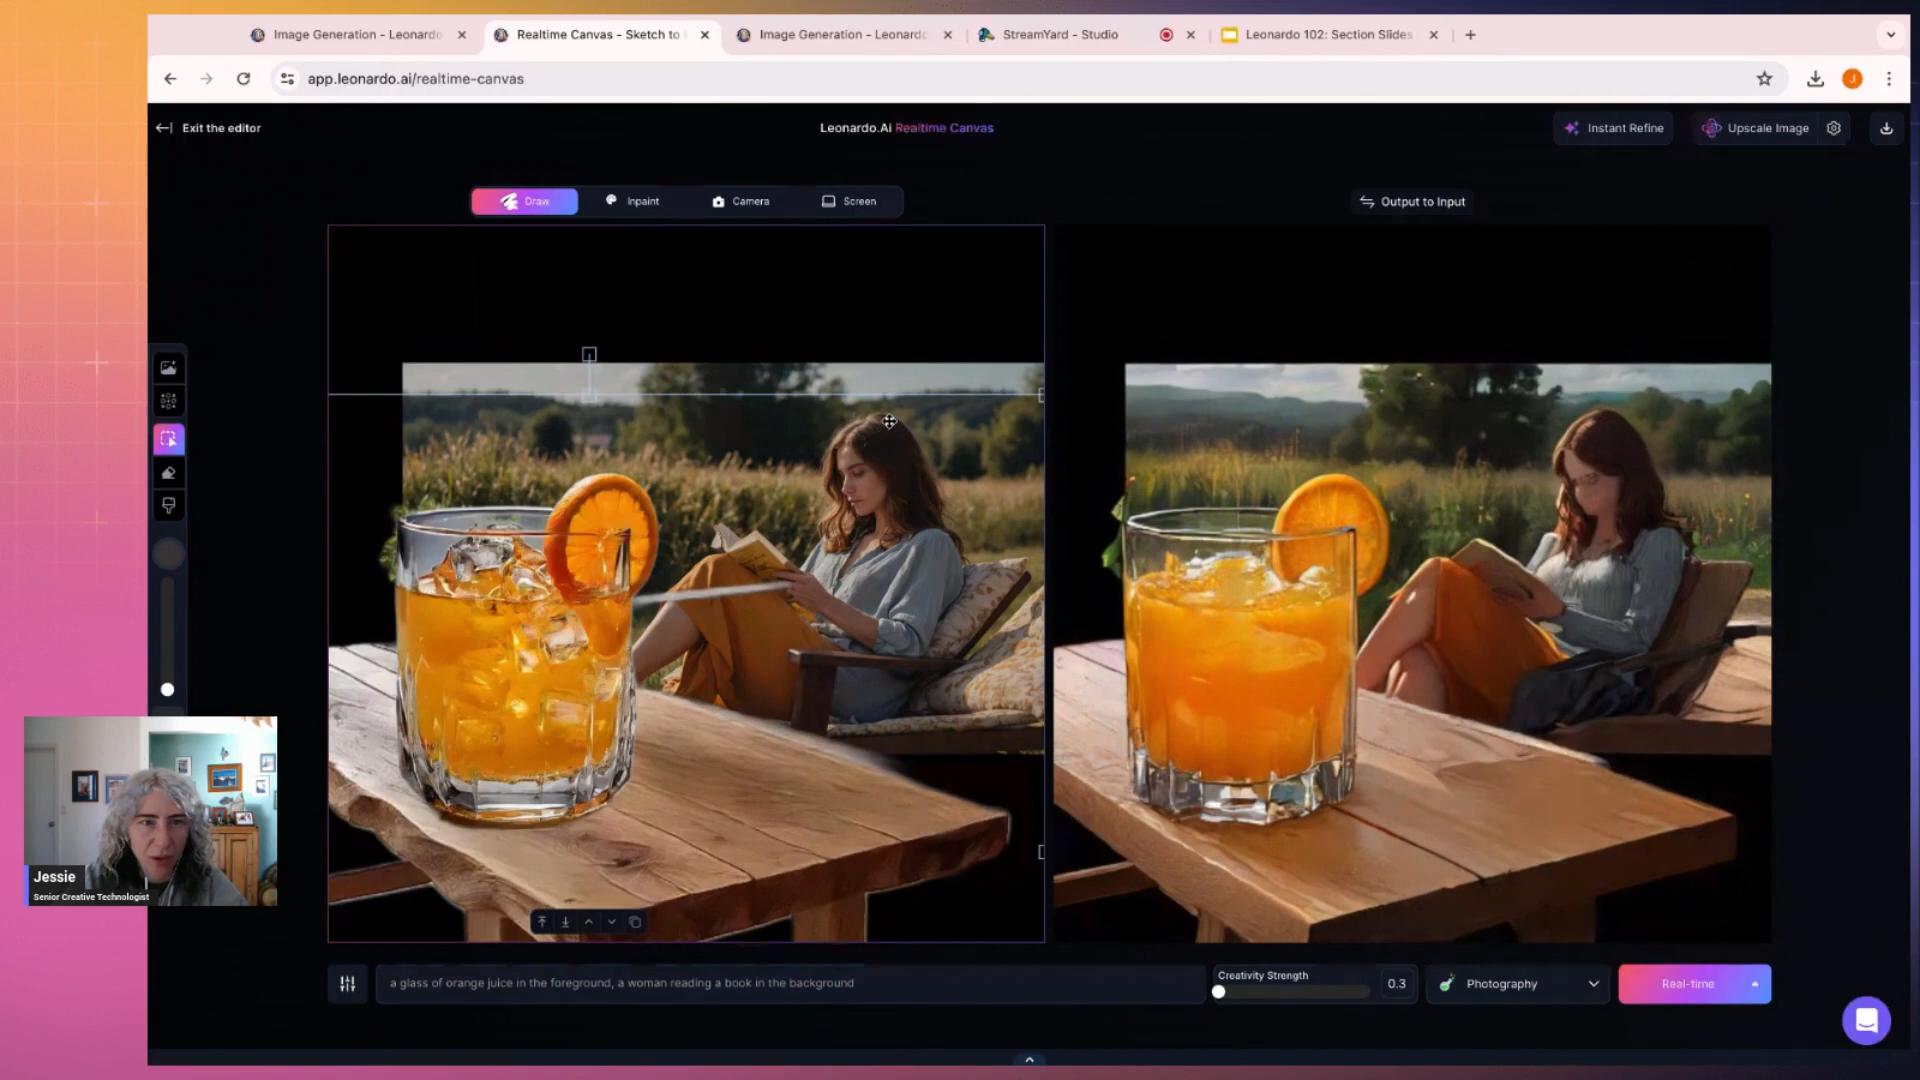 Image Generation - Leonardo
Realtime Canvas - Sketch to
Image Generation - Leonardo
StreamYard - Studio
Leonardo 102: Section Slides
app.leonardo.ai/realtime-canvas
J
Exit the editor
Leonardo.Ai Realtime Canvas
Instant Refine
Upscale Image
Draw
Inpaint
Camera
Screen
Output to Input
Jessie
Senior Creative Technologist
a glass of orange juice in the foreground, a woman reading a book in the background
Creativity Strength
0.3
Photography
Real-time